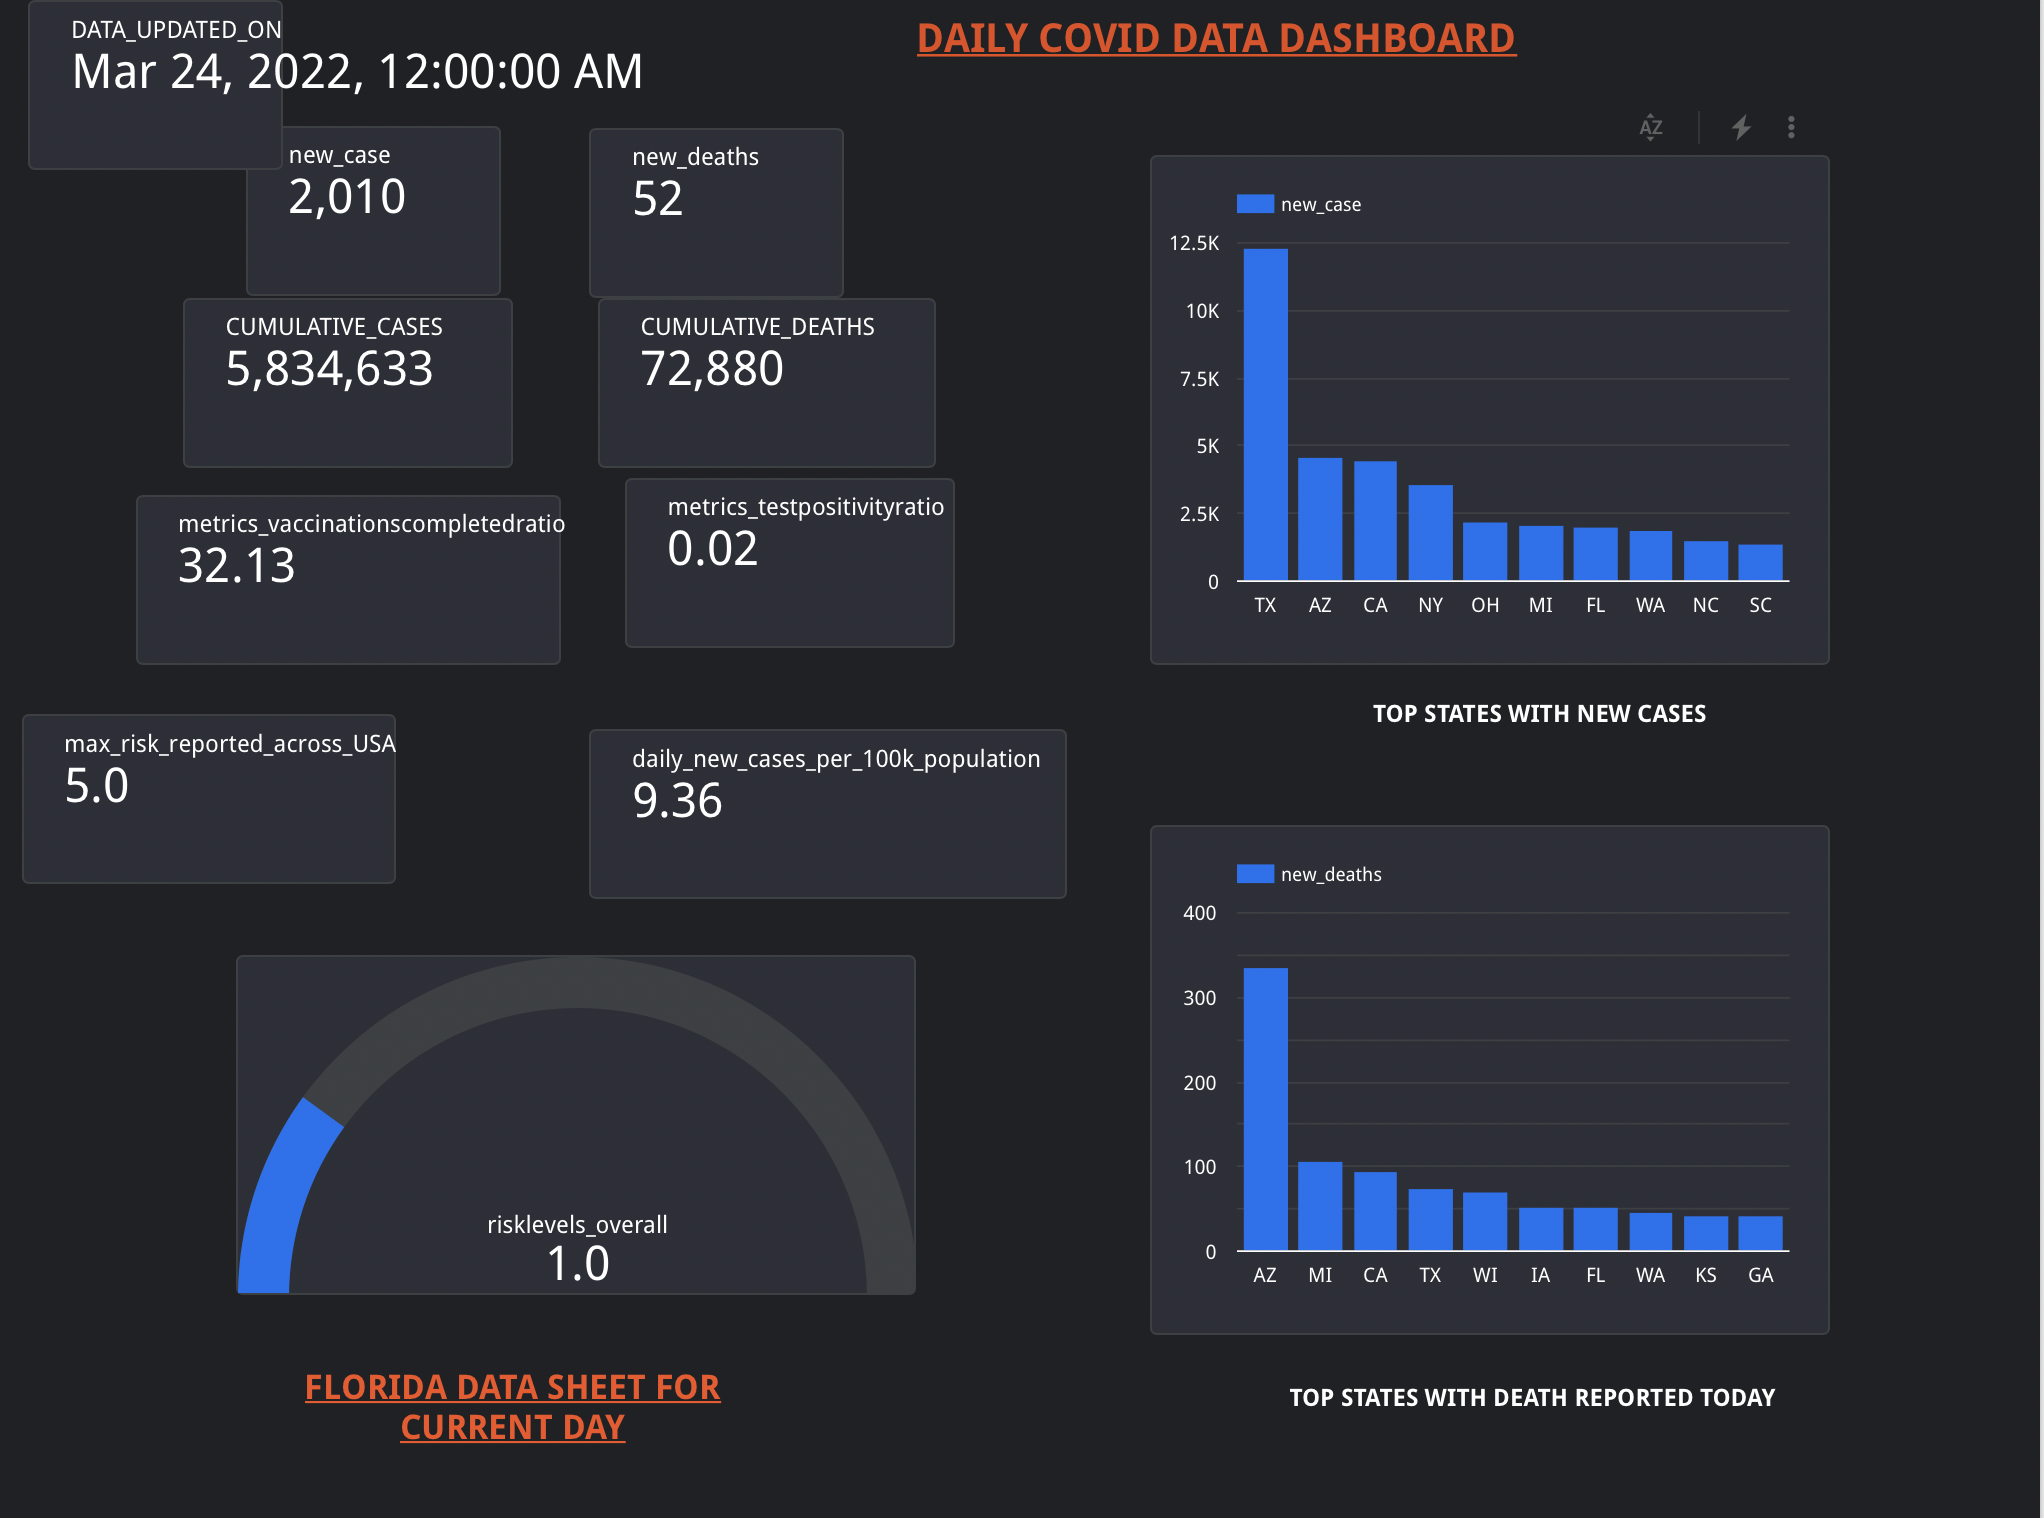 DATA_UPDATED_ON
Mar 24, 2022, 12:00:00 AM
DAILY COVID DATA DASHBOARD
new_case
2,010
new_deaths
52
CUMULATIVE_CASES
5,834,633
CUMULATIVE_DEATHS
72,880
metrics_vaccinationscompletedratio
32.13
metrics_testpositivityratio
0.02
max_risk_reported_across_USA
5.0
daily_new_cases_per_100k_population
9.36
risklevels_overall
1.0
FLORIDA DATA SHEET FOR
CURRENT DAY
AZ
new_case
12.5K
10K
7.5K
5K
2.5K
0
TX AZ CA NY OH MI FL WA NC SC
TOP STATES WITH NEW CASES
new_deaths
400
300
200
100
0
AZ MI CA TX WI IA FL WA KS GA
TOP STATES WITH DEATH REPORTED TODAY